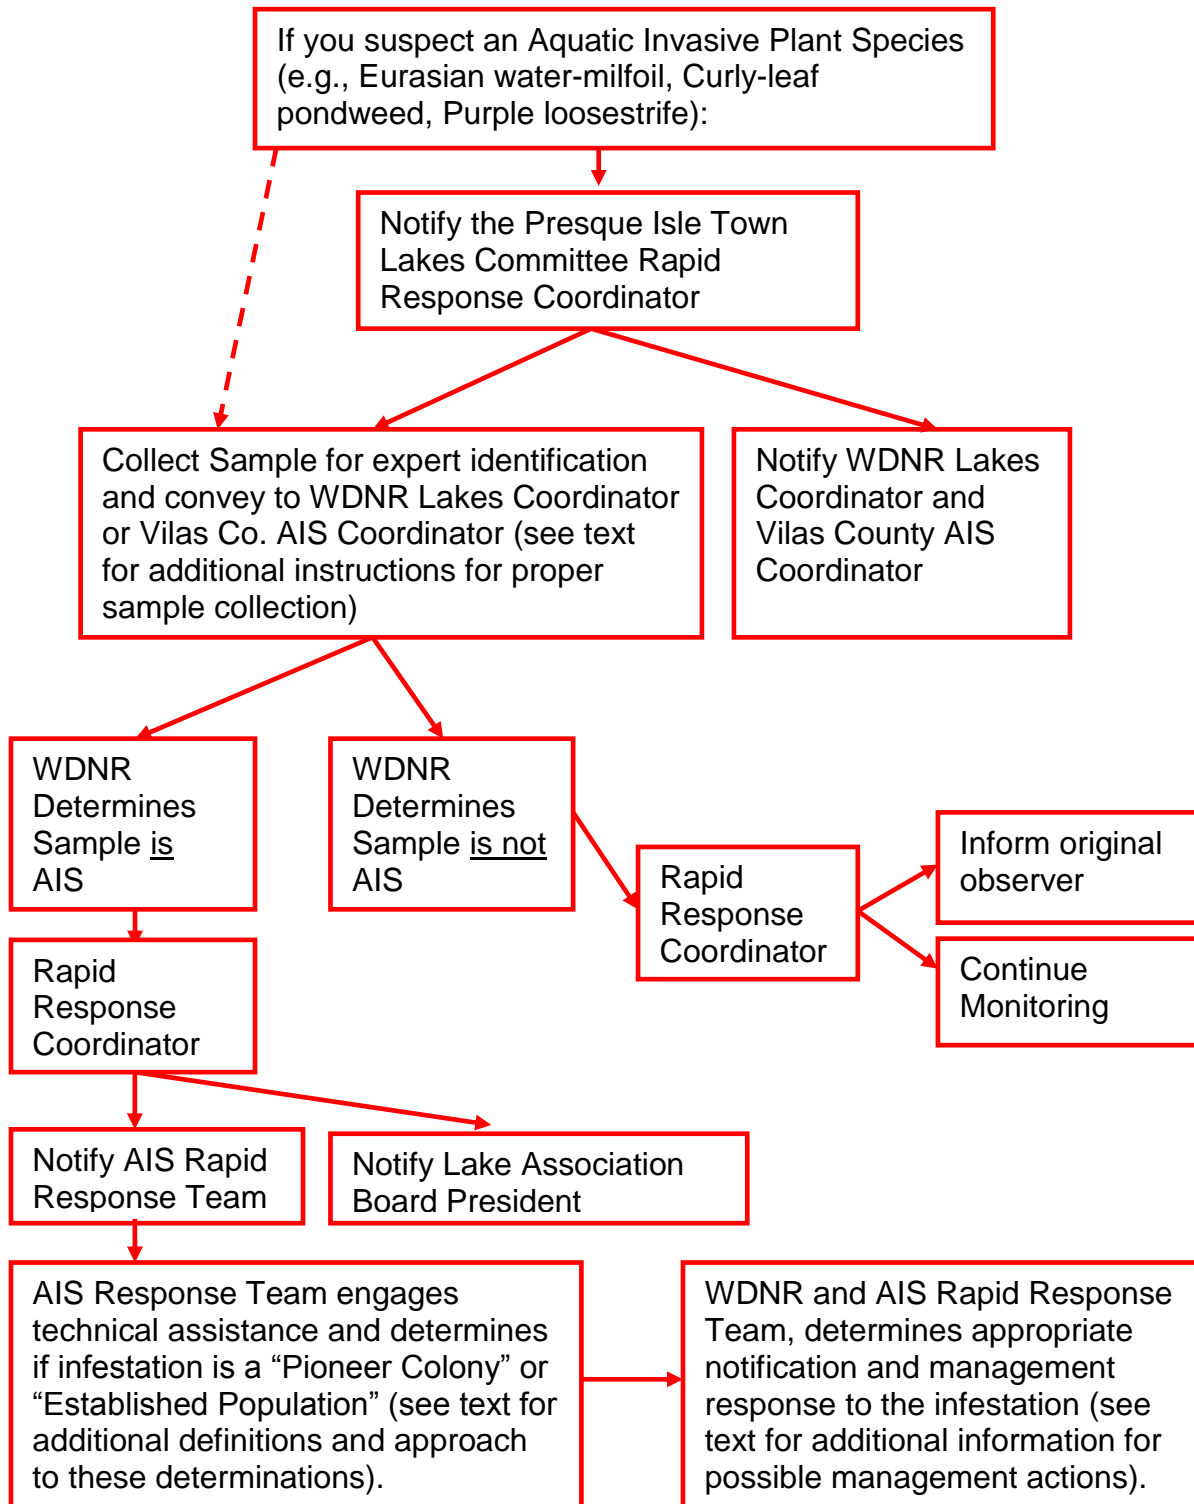 If you suspect an Aquatic Invasive Plant Species
(e.g., Eurasian water-milfoil, Curly-leaf
pondweed, Purple loosestrife):
Notify the Presque Isle Town
Lakes Committee Rapid
Response Coordinator
Collect Sample for expert identification
and convey to WDNR Lakes Coordinator
or Vilas Co. AIS Coordinator (see text
for additional instructions for proper
sample collection)
Notify WDNR Lakes
Coordinator and
Vilas County AIS
Coordinator
WDNR
Determines
Sample is
AIS
WDNR
Determines
Sample is not
AIS
Rapid
Response
Coordinator
Inform original
observer
Continue
Monitoring
Rapid
Response
Coordinator
Notify AIS Rapid
Response Team
Notify Lake Association
Board President
AIS Response Team engages
technical assistance and determines
if infestation is a “Pioneer Colony” or
“Established Population” (see text for
additional definitions and approach
to these determinations).
WDNR and AIS Rapid Response
Team, determines appropriate
notification and management
response to the infestation (see
text for additional information for
possible management actions).